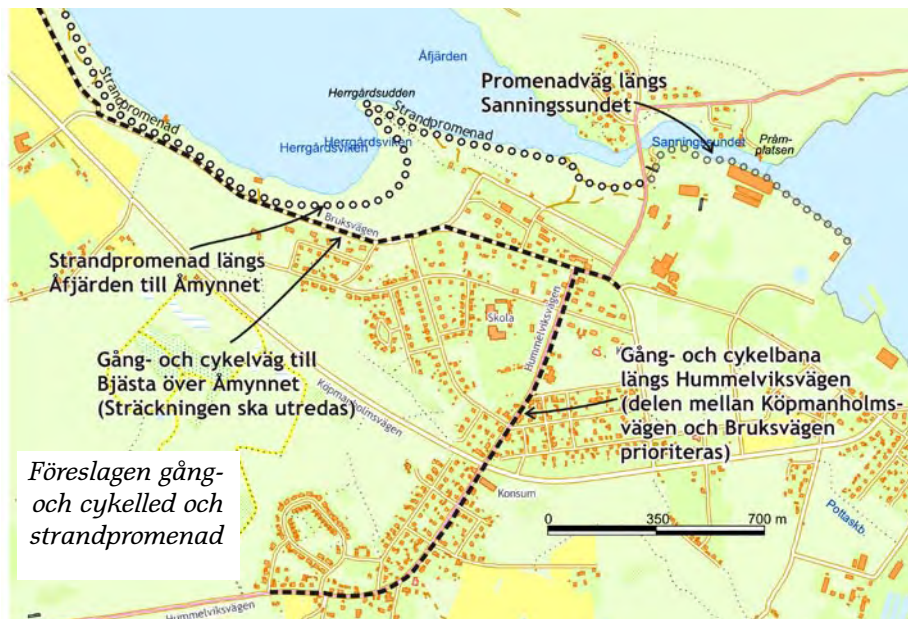 Åfjärden
Promenadväg längs
Sanningssundet
Herrgårdsudden
Strandpromenad
Strandpromenad
Herrgårdsviken
Herrgårdsviken
Sanningssundet
Pråm-
platsen
Bruksvägen
Strandpromenad längs
Åfjärden till Åmynnet
Skola
Hummelviksvägen
Gång- och cykelväg till
Bjästa över Åmynnet
(Sträckningen ska utredas)
Gång- och cykelbana
längs Hummelviksvägen
(delen mellan Köpmanholms-
vägen och Bruksvägen
prioriteras)
Köpmanholmsvägen
Föreslagen gång-
och cykelled och
strandpromenad
Konsum
Pottaskb.
0 350 700 m
Hummelviksvägen